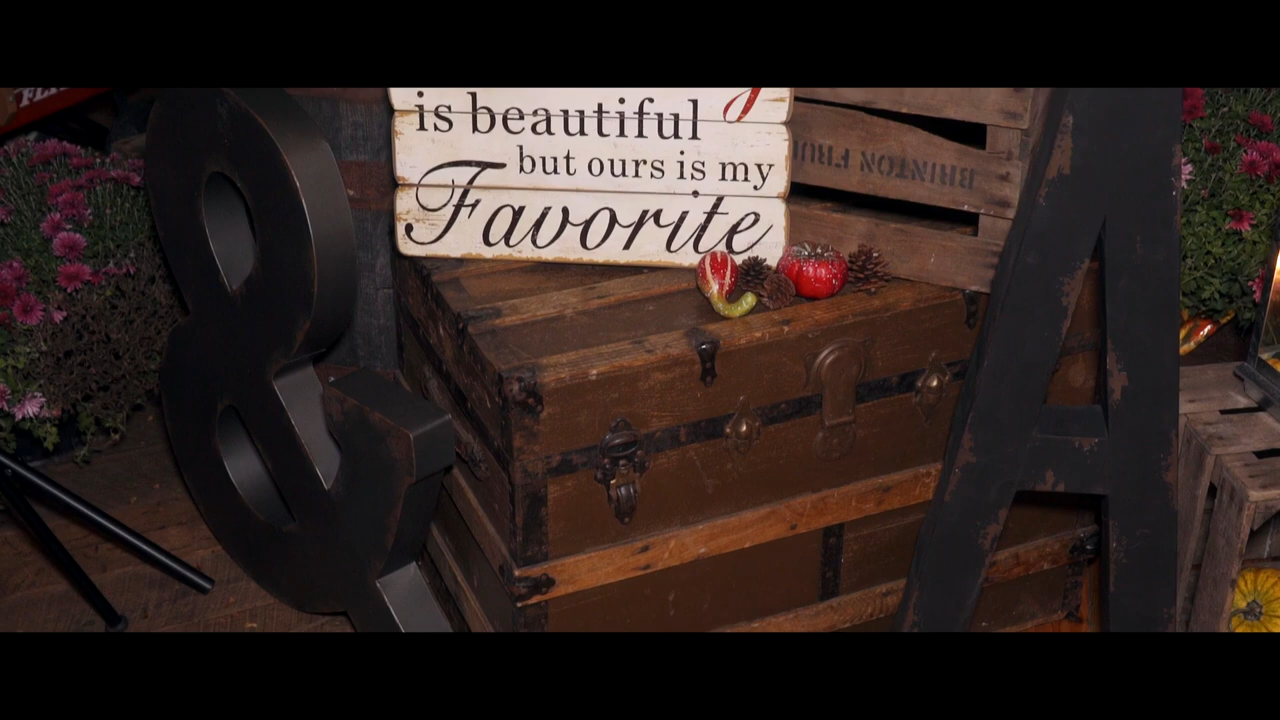 is beautiful
but ours is my
Favorite
BRINTON FRUI
&
A